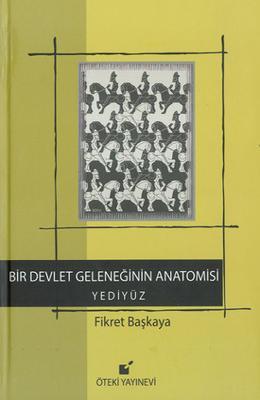 BİR DEVLET GELENEĞİNİN ANATOMİSİ
YEDİYÜZ
Fikret Başkaya
ÖTEKİ YAYINEVİ